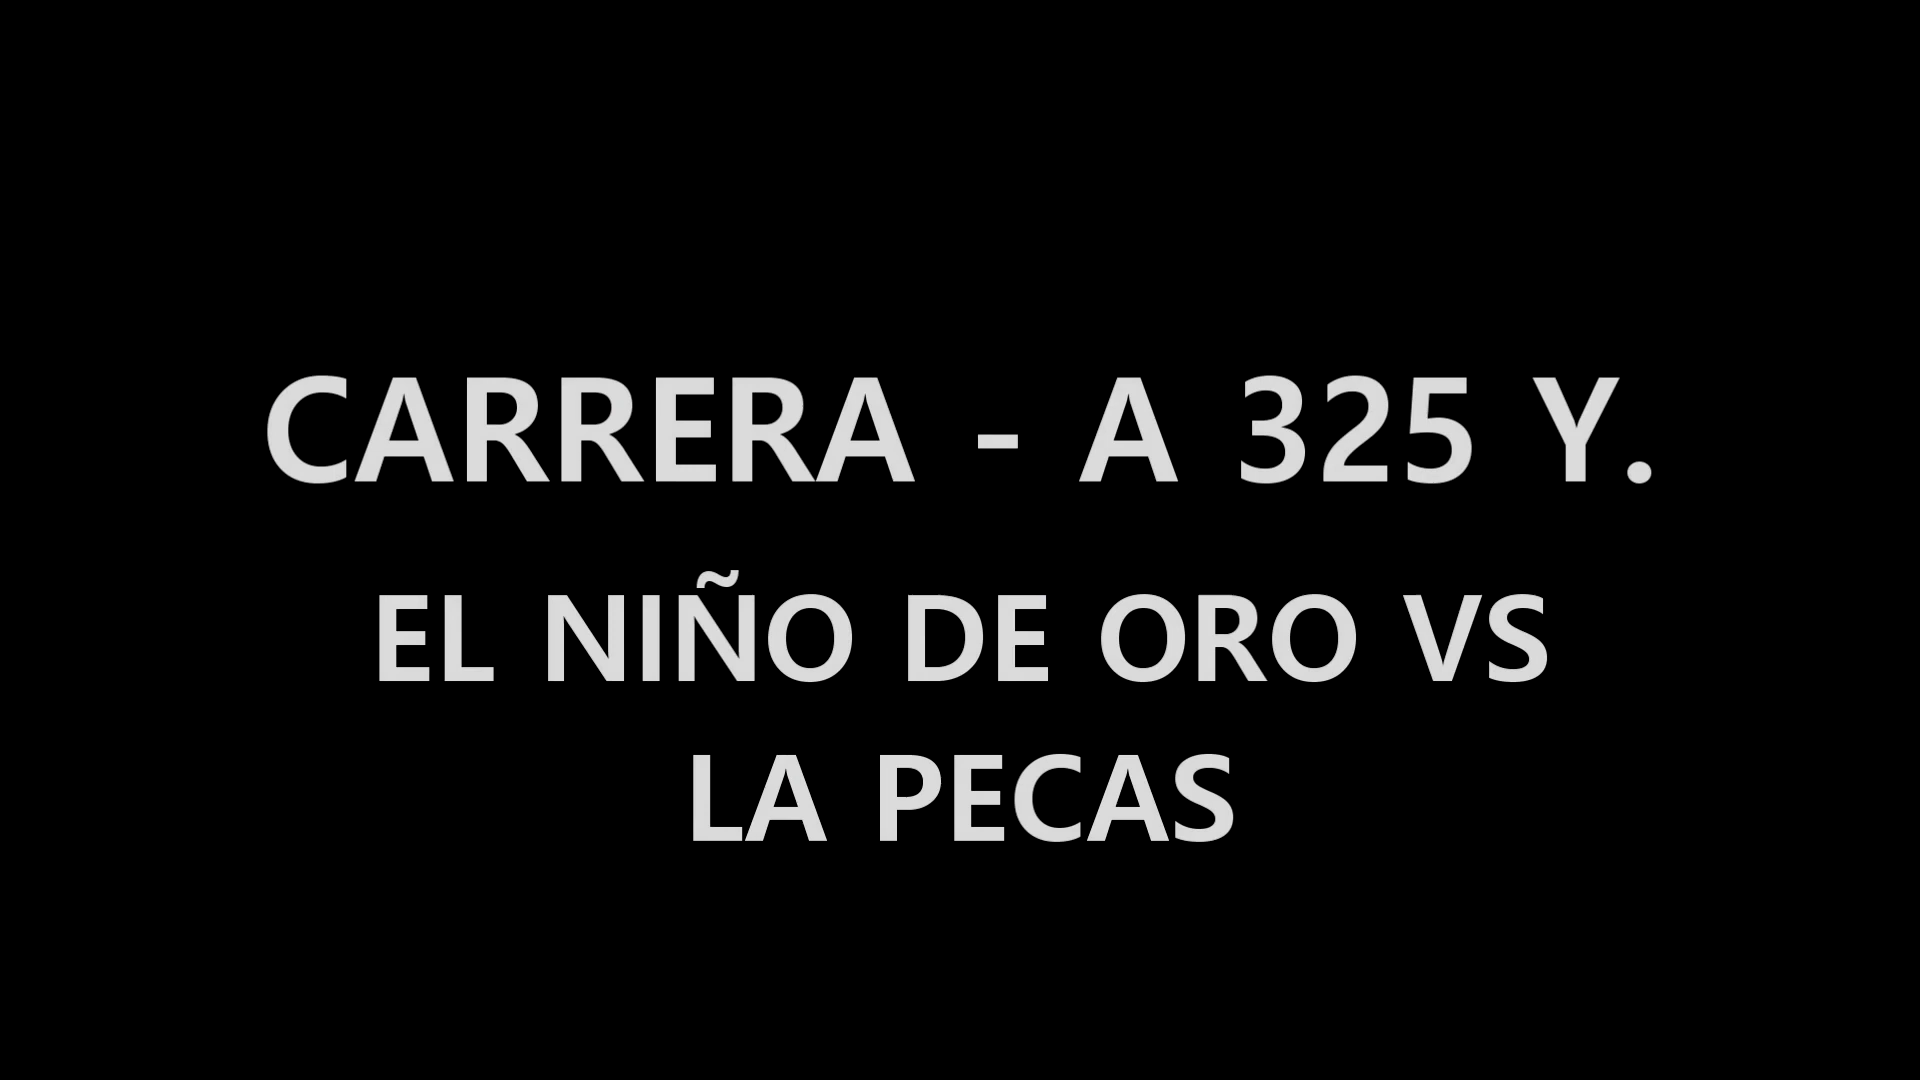 CARRERA - A 325 Y.
EL NIÑO DE ORO VS
LA PECAS